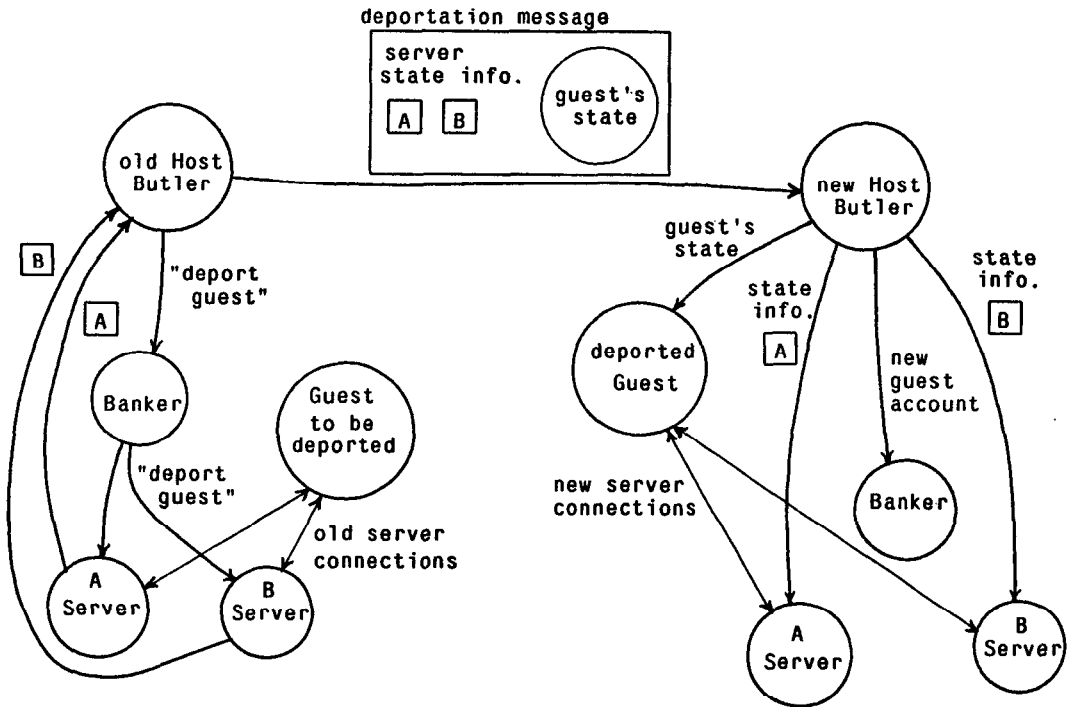 deportation message
server
state info.
A B
guest's
state
old Host
Butler
new Host
Butler
B
"deport
guest"
A
Banker
Guest
to be
deported
"deport
guest"
old server
connections
A
Server
B
Server
guest's
state
state
info.
A
state
info.
B
deported
Guest
new
guest
account
new server
connections
Banker
A
Server
B
Server